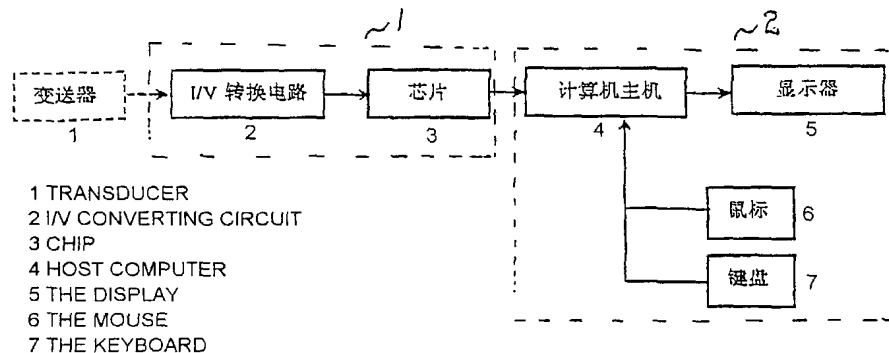 ~1
~2
变送器
I/V 转换电路
芯片
计算机主机
显示器
1
2
3
4
5
鼠标
6
键盘
7
1 TRANSDUCER
2 I/V CONVERTING CIRCUIT
3 CHIP
4 HOST COMPUTER
5 THE DISPLAY
6 THE MOUSE
7 THE KEYBOARD